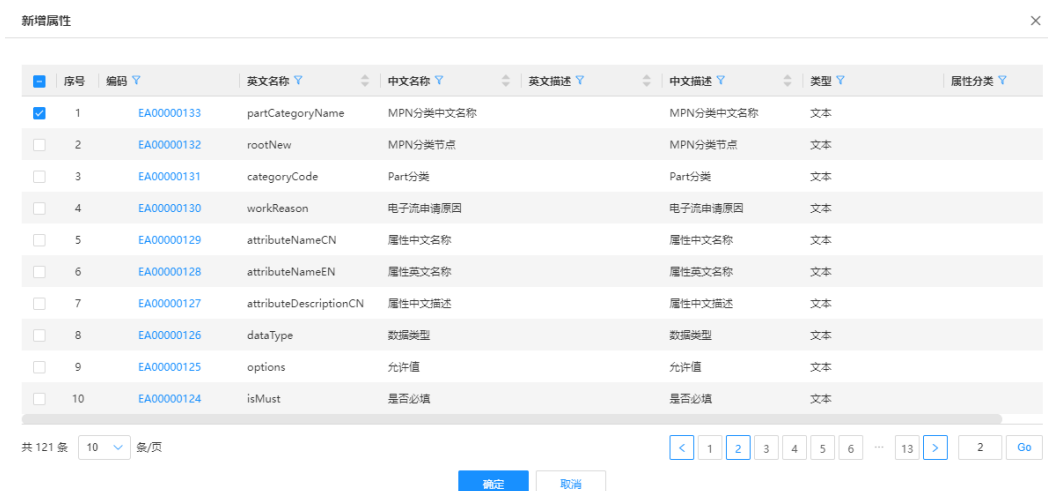 新增属性
序号 编码 英文名称 中文名称 英文描述 中文描述 类型 属性分类
1 EA00000133 partCategoryName MPN分类中文名称 MPN分类中文名称 文本
2 EA00000132 rootNew MPN分类节点 MPN分类节点 文本
3 EA00000131 categoryCode Part分类 Part分类 文本
4 EA00000130 workReason 电子流申请原因 电子流申请原因 文本
5 EA00000129 attributeNameCN 属性中文名称 属性中文名称 文本
6 EA00000128 attributeNameEN 属性英文名称 属性英文名称 文本
7 EA00000127 attributeDescriptionCN 属性中文描述 属性中文描述 文本
8 EA00000126 dataType 数据类型 数据类型 文本
9 EA00000125 options 允许值 允许值 文本
10 EA00000124 isMust 是否必填 是否必填 文本
共 121 条 10 条/页 < 1 2 3 4 5 6 ··· 13 > 2 Go
确定 取消